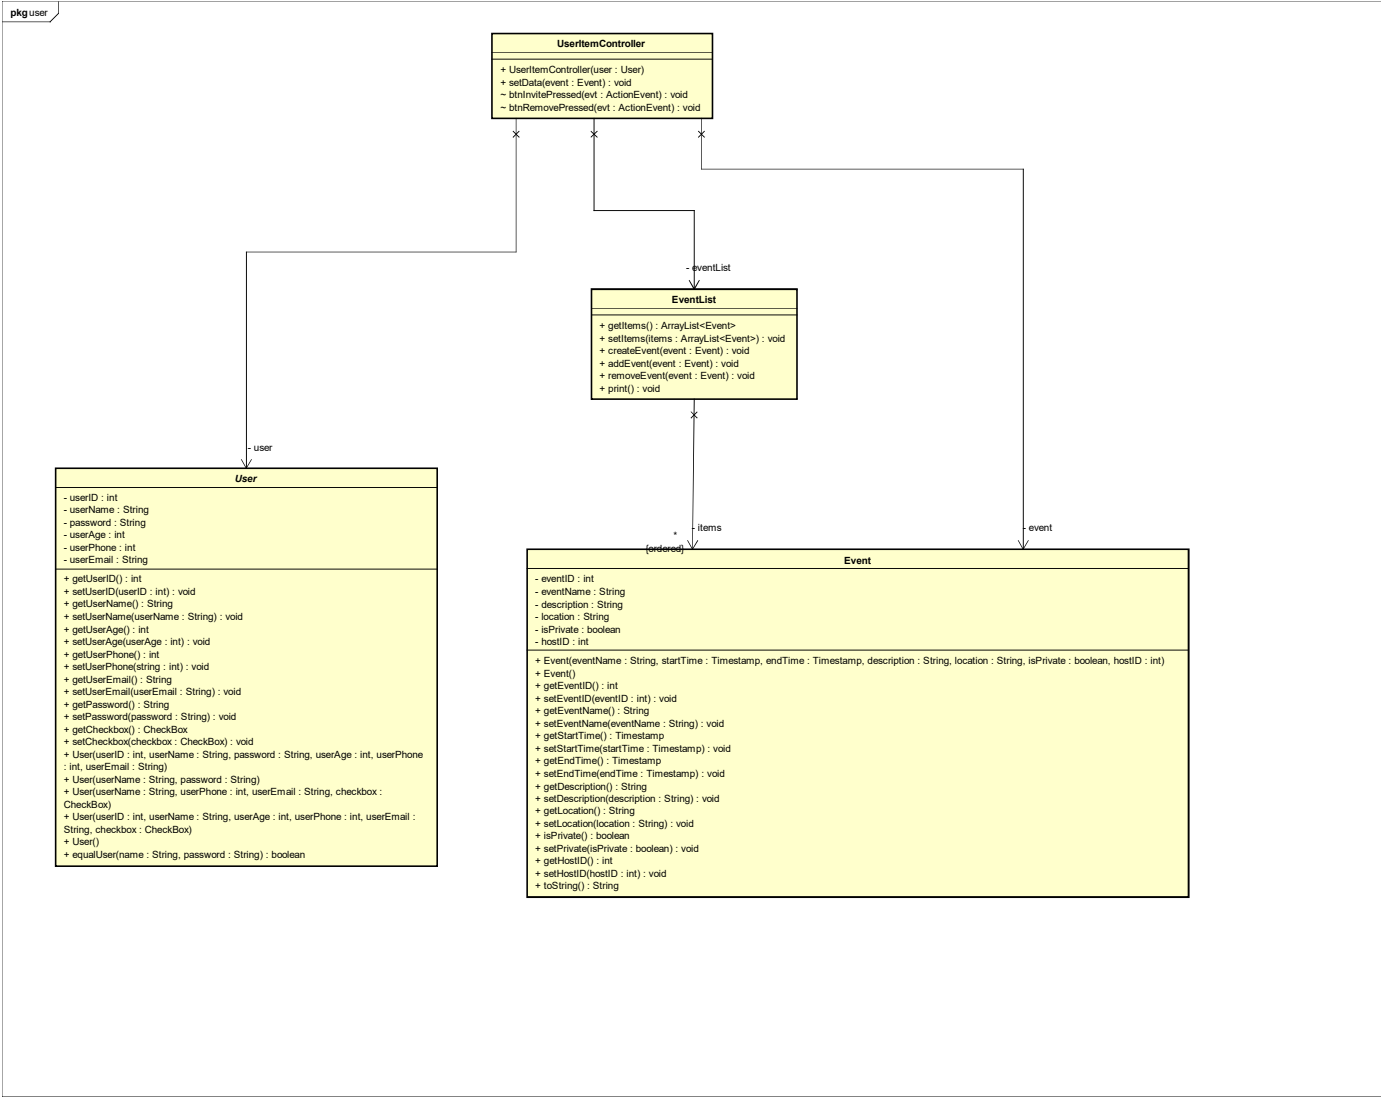 pkg user
UserItemController
+ UserItemController(user : User)
+ setData(event : Event) : void
~ btnInvitePressed(evt : ActionEvent) : void
~ btnRemovePressed(evt : ActionEvent) : void
- eventList
EventList
+ getItems() : ArrayList<Event>
+ setItems(items : ArrayList<Event>) : void
+ createEvent(event : Event) : void
+ addEvent(event : Event) : void
+ removeEvent(event : Event) : void
+ print() : void
- user
User
- userID : int
- userName : String
- password : String
- userAge : int
- userPhone : int
- userEmail : String
+ getUserID() : int
+ setUserID(userID : int) : void
+ getUserName() : String
+ setUserName(userName : String) : void
+ getUserAge() : int
+ setUserAge(userAge : int) : void
+ getUserPhone() : int
+ setUserPhone(string : int) : void
+ getUserEmail() : String
+ setUserEmail(userEmail : String) : void
+ getPassword() : String
+ setPassword(password : String) : void
+ getCheckbox() : CheckBox
+ setCheckbox(checkbox : CheckBox) : void
+ User(userID : int, userName : String, password : String, userAge : int, userPhone
: int, userEmail : String)
+ User(userName : String, password : String)
+ User(userName : String, userPhone : int, userEmail : String, checkbox :
CheckBox)
+ User(userID : int, userName : String, userAge : int, userPhone : int, userEmail :
String, checkbox : CheckBox)
+ User()
+ equalUser(name : String, password : String) : boolean
- items
*
{ordered}
- event
Event
- eventID : int
- eventName : String
- description : String
- location : String
- isPrivate : boolean
- hostID : int
+ Event(eventName : String, startTime : Timestamp, endTime : Timestamp, description : String, location : String, isPrivate : boolean, hostID : int)
+ Event()
+ getEventID() : int
+ setEventID(eventID : int) : void
+ getEventName() : String
+ setEventName(eventName : String) : void
+ getStartTime() : Timestamp
+ setStartTime(startTime : Timestamp) : void
+ getEndTime() : Timestamp
+ setEndTime(endTime : Timestamp) : void
+ getDescription() : String
+ setDescription(description : String) : void
+ getLocation() : String
+ setLocation(location : String) : void
+ isPrivate() : boolean
+ setPrivate(isPrivate : boolean) : void
+ getHostID() : int
+ setHostID(hostID : int) : void
+ toString() : String